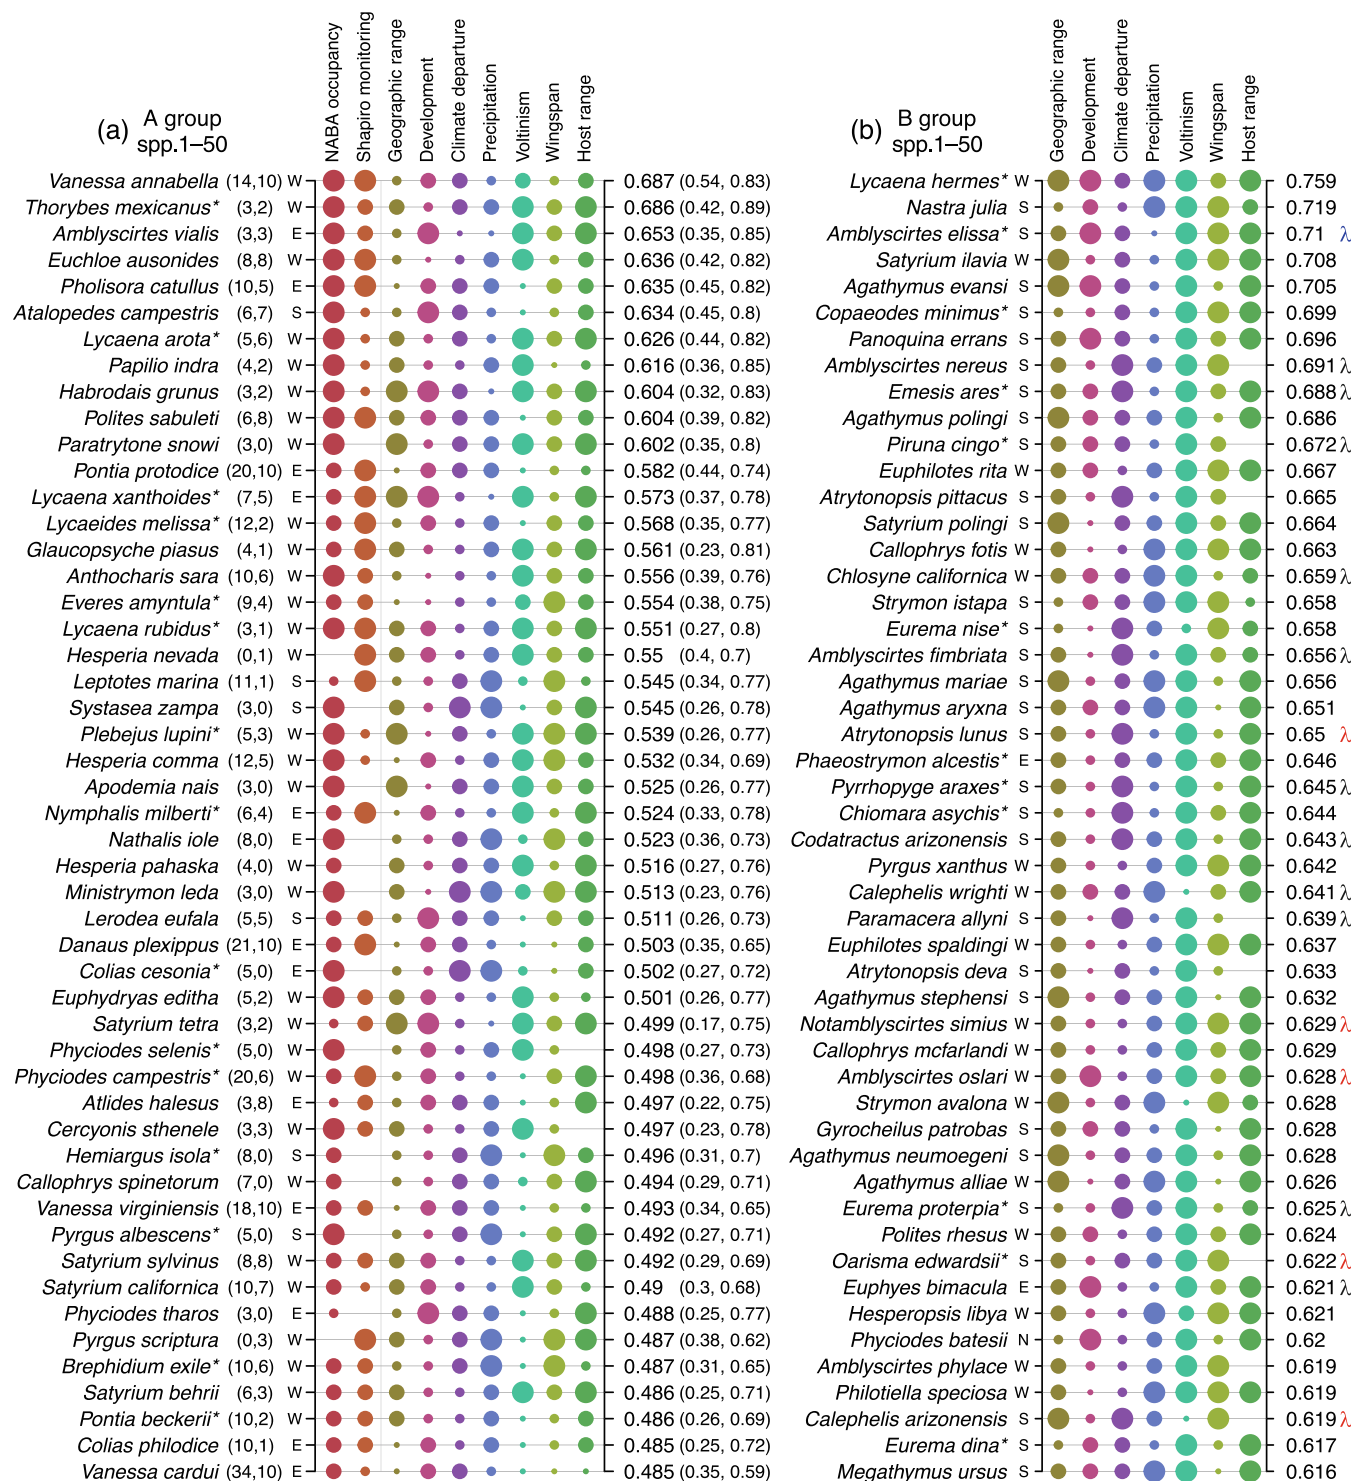 (a) A group
spp.1–50
NABA occupancy
Shapiro monitoring
Geographic range
Development
Climate departure
Precipitation
Voltinism
Wingspan
Host range
Vanessa annabella (14,10) W 0.687 (0.54, 0.83)
Thorybes mexicanus* (3,2) W 0.686 (0.42, 0.89)
Amblyscirtes vialis (3,3) E 0.653 (0.35, 0.85)
Euchloe ausonides (8,8) W 0.636 (0.42, 0.82)
Pholisora catullus (10,5) E 0.635 (0.45, 0.82)
Atalopedes campestris (6,7) S 0.634 (0.45, 0.8)
Lycaena arota* (5,6) W 0.626 (0.44, 0.82)
Papilio indra (4,2) W 0.616 (0.36, 0.85)
Habrodais grunus (3,2) W 0.604 (0.32, 0.83)
Polites sabuleti (6,8) W 0.604 (0.39, 0.82)
Paratrytone snowi (3,0) W 0.602 (0.35, 0.8)
Pontia protodice (20,10) E 0.582 (0.44, 0.74)
Lycaena xanthoides* (7,5) E 0.573 (0.37, 0.78)
Lycaeides melissa* (12,2) W 0.568 (0.35, 0.77)
Glaucopsyche piasus (4,1) W 0.561 (0.23, 0.81)
Anthocharis sara (10,6) W 0.556 (0.39, 0.76)
Everes amyntula* (9,4) W 0.554 (0.38, 0.75)
Lycaena rubidus* (3,1) W 0.551 (0.27, 0.8)
Hesperia nevada (0,1) W 0.55 (0.4, 0.7)
Leptotes marina (11,1) S 0.545 (0.34, 0.77)
Systasea zampa (3,0) S 0.545 (0.26, 0.78)
Plebejus lupini* (5,3) W 0.539 (0.26, 0.77)
Hesperia comma (12,5) W 0.532 (0.34, 0.69)
Apodemia nais (3,0) W 0.525 (0.26, 0.77)
Nymphalis milberti* (6,4) E 0.524 (0.33, 0.78)
Nathalis iole (8,0) E 0.523 (0.36, 0.73)
Hesperia pahaska (4,0) W 0.516 (0.27, 0.76)
Ministrymon leda (3,0) W 0.513 (0.23, 0.76)
Lerodea eufala (5,5) S 0.511 (0.26, 0.73)
Danaus plexippus (21,10) E 0.503 (0.35, 0.65)
Colias cesonia* (5,0) E 0.502 (0.27, 0.72)
Euphydryas editha (5,2) W 0.501 (0.26, 0.77)
Satyrium tetra (3,2) W 0.499 (0.17, 0.75)
Phyciodes selenis* (5,0) W 0.498 (0.27, 0.73)
Phyciodes campestris* (20,6) W 0.498 (0.36, 0.68)
Atlides halesus (3,8) E 0.497 (0.22, 0.75)
Cercyonis sthenele (3,3) W 0.497 (0.23, 0.78)
Hemiargus isola* (8,0) S 0.496 (0.31, 0.7)
Callophrys spinetorum (7,0) W 0.494 (0.29, 0.71)
Vanessa virginiensis (18,10) E 0.493 (0.34, 0.65)
Pyrgus albescens* (5,0) S 0.492 (0.27, 0.71)
Satyrium sylvinus (8,8) W 0.492 (0.29, 0.69)
Satyrium californica (10,7) W 0.49 (0.3, 0.68)
Phyciodes tharos (3,0) E 0.488 (0.25, 0.77)
Pyrgus scriptura (0,3) W 0.487 (0.38, 0.62)
Brephidium exile* (10,6) W 0.487 (0.31, 0.65)
Satyrium behrii (6,3) W 0.486 (0.25, 0.71)
Pontia beckerii* (10,2) W 0.486 (0.26, 0.69)
Colias philodice (10,1) E 0.485 (0.25, 0.72)
Vanessa cardui (34,10) E 0.485 (0.35, 0.59)
(b) B group
spp.1–50
Geographic range
Development
Climate departure
Precipitation
Voltinism
Wingspan
Host range
Lycaena hermes* W 0.759
Nastra julia S 0.719
Amblyscirtes elissa* S 0.71 λ
Satyrium ilavia W 0.708
Agathymus evansi S 0.705
Copaeodes minimus* S 0.699
Panoquina errans S 0.696
Amblyscirtes nereus S 0.691 λ
Emesis ares* S 0.688 λ
Agathymus polingi S 0.686
Piruna cingo* S 0.672 λ
Euphilotes rita W 0.667
Atrytonopsis pittacus S 0.665
Satyrium polingi S 0.664
Callophrys fotis W 0.663
Chlosyne californica W 0.659 λ
Strymon istapa S 0.658
Eurema nise* S 0.658
Amblyscirtes fimbriata S 0.656 λ
Agathymus mariae S 0.656
Agathymus aryxna S 0.651
Atrytonopsis lunus S 0.65 λ
Phaeostrymon alcestis* E 0.646
Pyrrhopyge araxes* S 0.645 λ
Chiomara asychis* S 0.644
Codatractus arizonensis S 0.643 λ
Pyrgus xanthus W 0.642
Calephelis wrighti W 0.641 λ
Paramacera allyni S 0.639 λ
Euphilotes spaldingi W 0.637
Atrytonopsis deva S 0.633
Agathymus stephensi S 0.632
Notamblyscirtes simius W 0.629 λ
Callophrys mcfarlandi W 0.629
Amblyscirtes oslari W 0.628 λ
Strymon avalona W 0.628
Gyrocheilus patrobas S 0.628
Agathymus neumoegeni S 0.628
Agathymus alliae W 0.626
Eurema proterpia* S 0.625 λ
Polites rhesus W 0.624
Oarisma edwardsii* S 0.622 λ
Euphyes bimacula E 0.621 λ
Hesperopsis libya W 0.621
Phyciodes batesii N 0.62
Amblyscirtes phylace W 0.619
Philotiella speciosa W 0.619
Calephelis arizonensis S 0.619 λ
Eurema dina* S 0.617
Megathymus ursus S 0.616